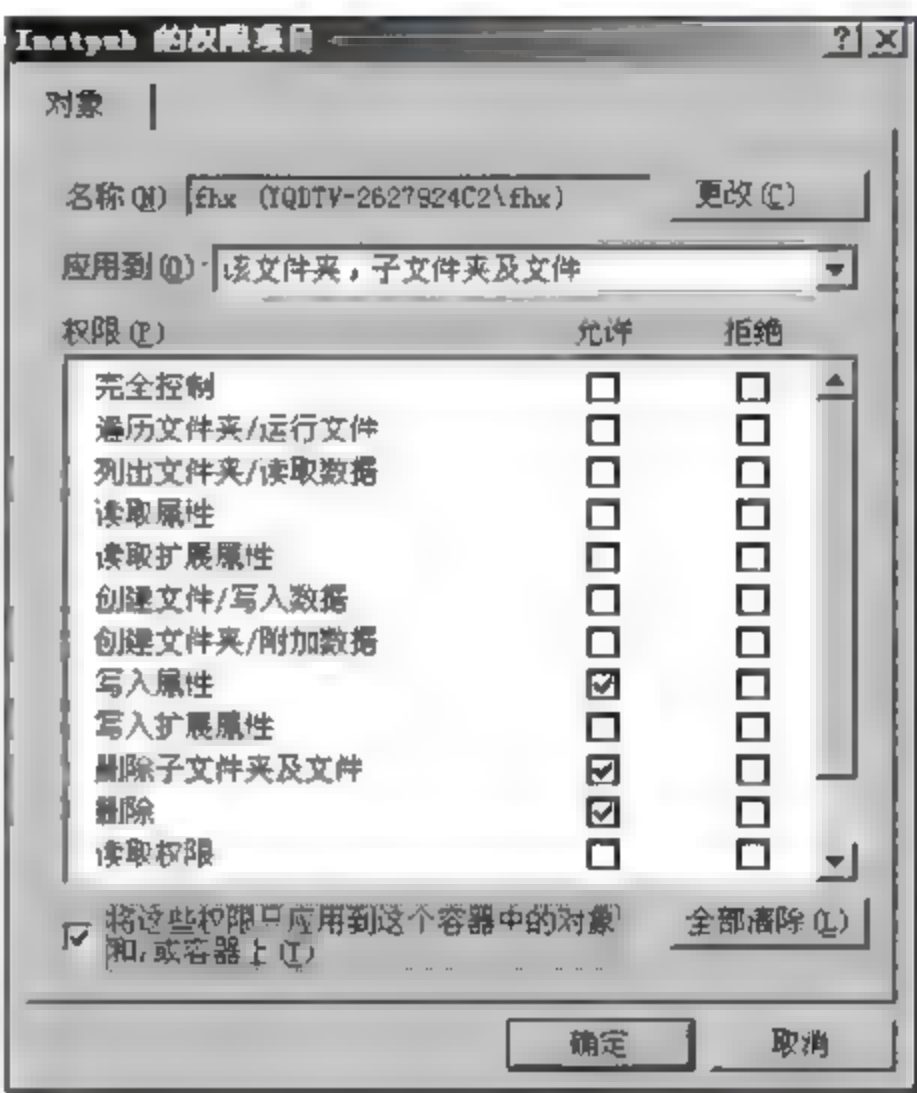 Inetpub 的权限项目
对象
名称(N) fhx (YQDTV-2627924C2\fhx) 更改(C)
应用到(O): 该文件夹，子文件夹及文件
权限(P) 允许 拒绝
完全控制
遍历文件夹/运行文件
列出文件夹/读取数据
读取属性
读取扩展属性
创建文件/写入数据
创建文件夹/附加数据
写入属性
写入扩展属性
删除子文件夹及文件
删除
读取权限
将这些权限只应用到这个容器中的对象
和/或容器上(T)
全部清除(L)
确定 取消